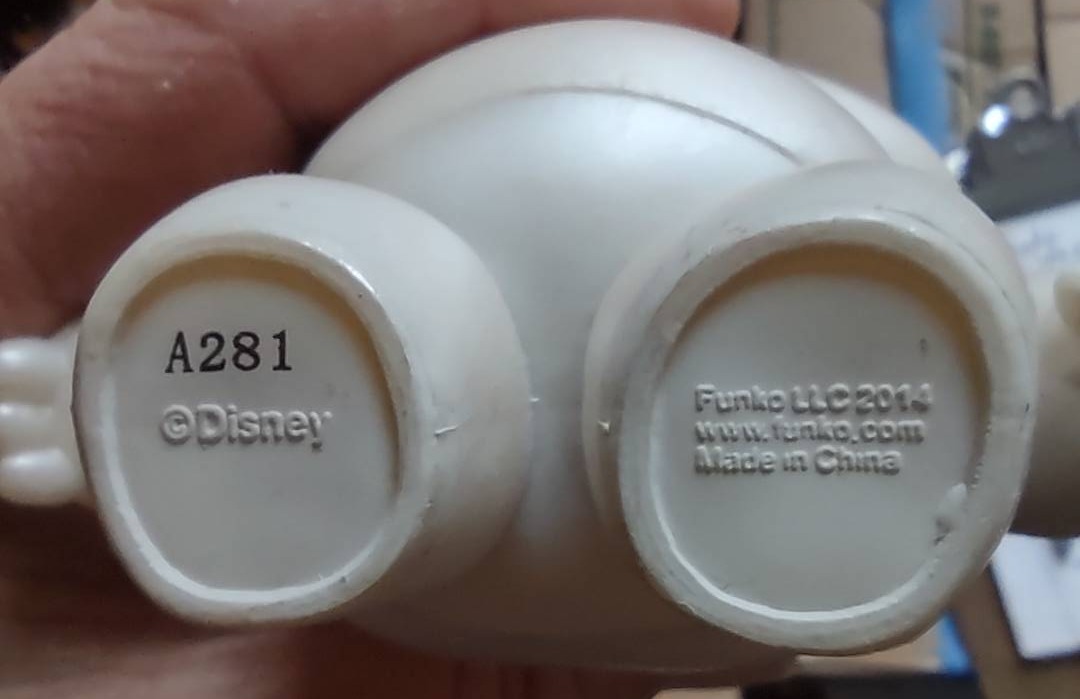 A281
©Disney
Funko LLC 2014
www.funko.com
Made in China